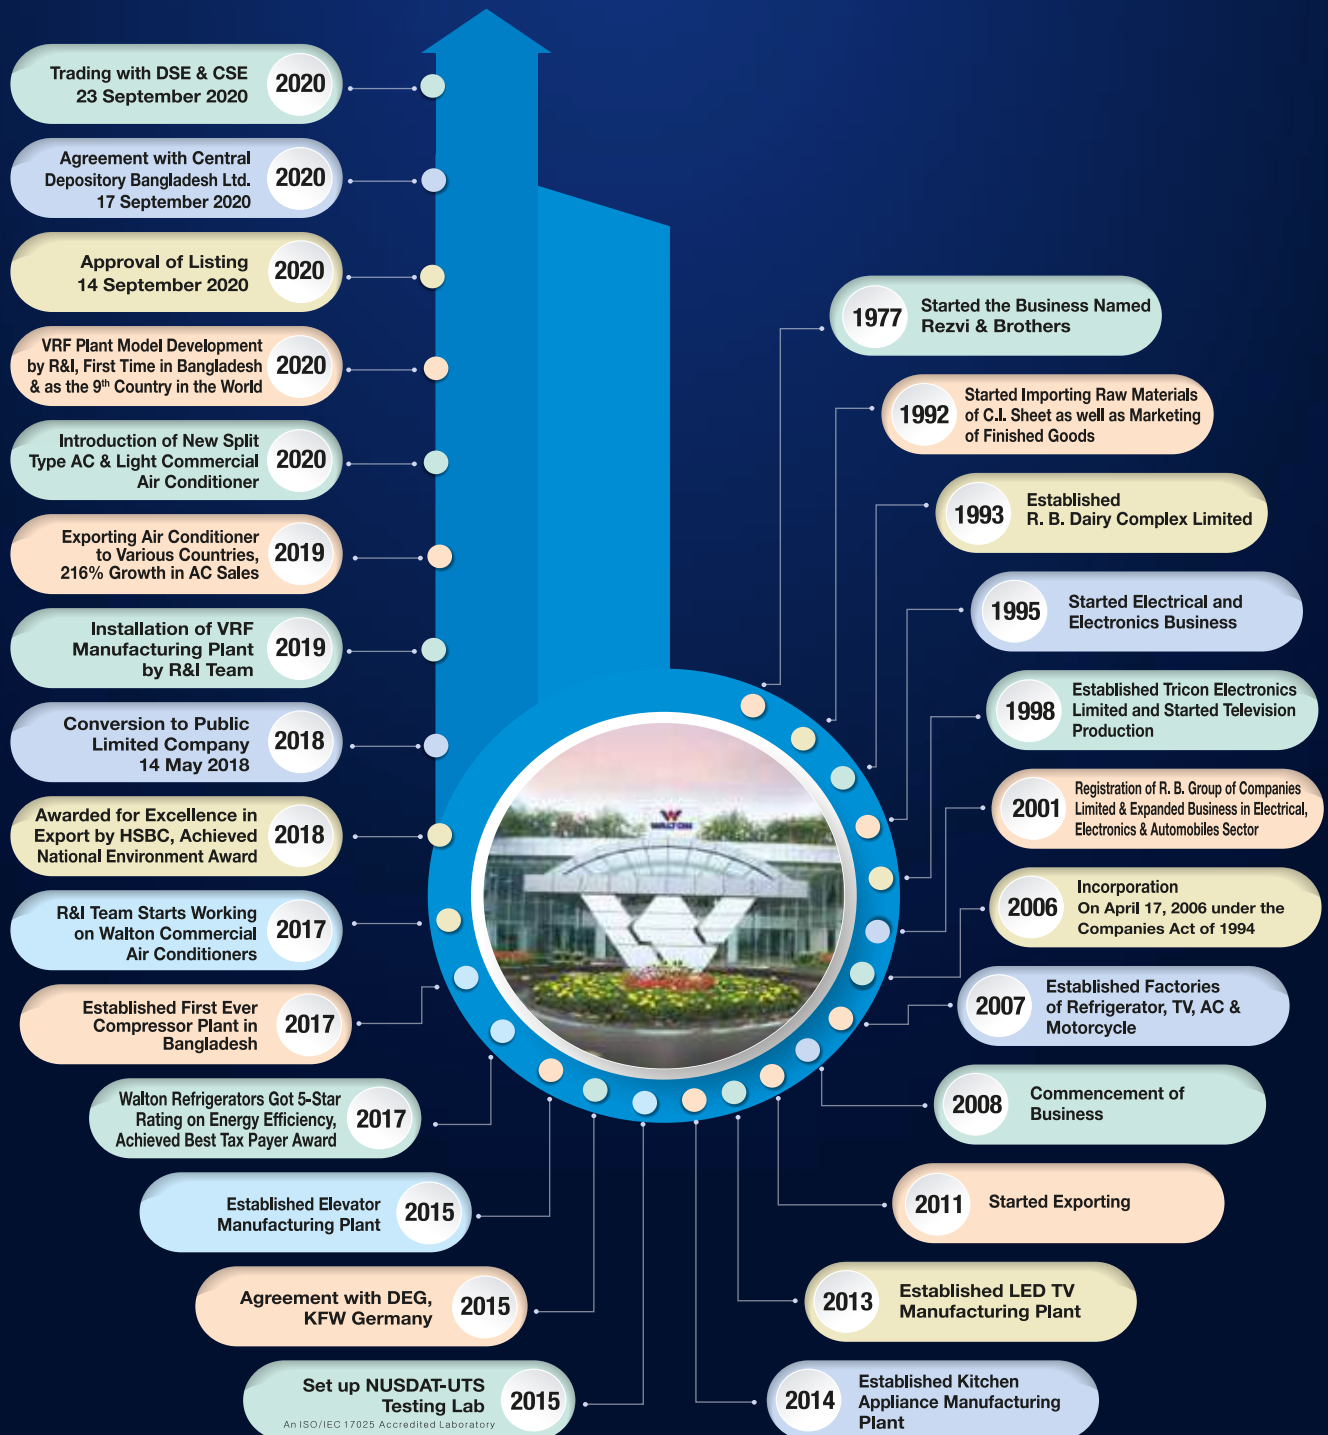 Trading with DSE & CSE
23 September 2020
2020
Agreement with Central
Depository Bangladesh Ltd.
17 September 2020
2020
Approval of Listing
14 September 2020
2020
VRF Plant Model Development
by R&I, First Time in Bangladesh
& as the 9th Country in the World
2020
Introduction of New Split
Type AC & Light Commercial
Air Conditioner
2020
Exporting Air Conditioner
to Various Countries,
216% Growth in AC Sales
2019
Installation of VRF
Manufacturing Plant
by R&I Team
2019
Conversion to Public
Limited Company
14 May 2018
2018
Awarded for Excellence in
Export by HSBC, Achieved
National Environment Award
2018
R&I Team Starts Working
on Walton Commercial
Air Conditioners
2017
Established First Ever
Compressor Plant in
Bangladesh
2017
Walton Refrigerators Got 5-Star
Rating on Energy Efficiency,
Achieved Best Tax Payer Award
2017
Established Elevator
Manufacturing Plant
2015
Agreement with DEG,
KFW Germany
2015
Set up NUSDAT-UTS
Testing Lab
An ISO/IEC 17025 Accredited Laboratory
2015
WALTON
1977
Started the Business Named
Rezvi & Brothers
1992
Started Importing Raw Materials
of C.I. Sheet as well as Marketing
of Finished Goods
1993
Established
R. B. Dairy Complex Limited
1995
Started Electrical and
Electronics Business
1998
Established Tricon Electronics
Limited and Started Television
Production
2001
Registration of R. B. Group of Companies
Limited & Expanded Business in Electrical,
Electronics & Automobiles Sector
2006
Incorporation
On April 17, 2006 under the
Companies Act of 1994
2007
Established Factories
of Refrigerator, TV, AC &
Motorcycle
2008
Commencement of
Business
2011
Started Exporting
2013
Established LED TV
Manufacturing Plant
2014
Established Kitchen
Appliance Manufacturing
Plant